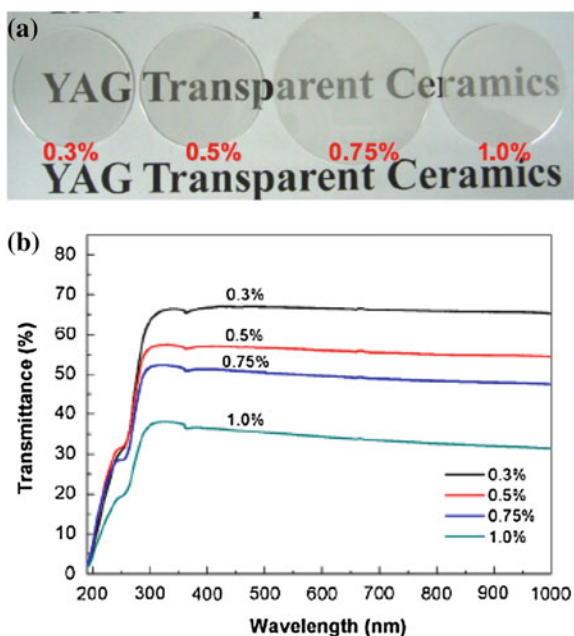 (a)
YAG Transparent Ceramics
0.3% 0.5% 0.75% 1.0%
YAG Transparent Ceramics
(b)
80
70
60
50
40
30
20
10
0
Transmittance (%)
0.3%
0.5%
0.75%
1.0%
0.3%
0.5%
0.75%
1.0%
200 300 400 500 600 700 800 900 1000
Wavelength (nm)